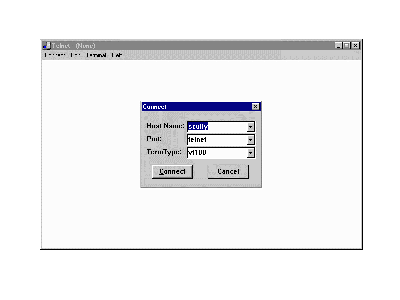 Telnet - (None)
Connect Edit Terminal Help
Connect
Host Name: scully
Port: telnet
TermType: vt100
Connect Cancel